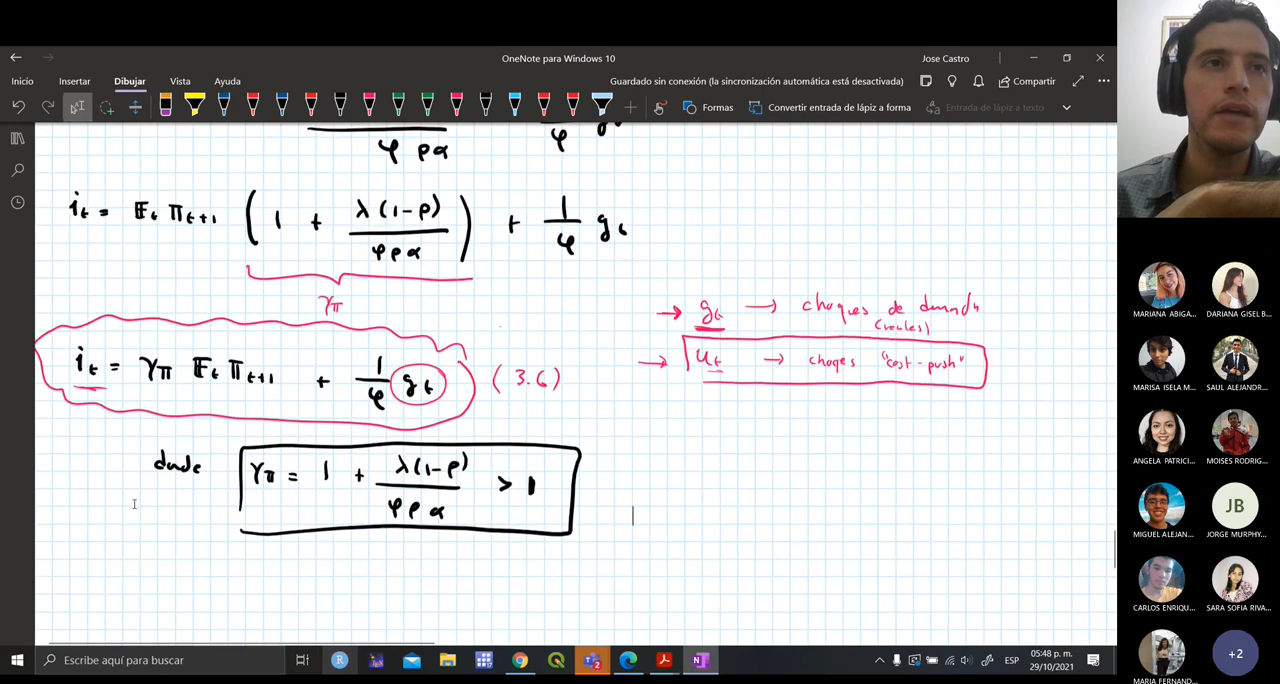 OneNote para Windows 10
Jose Castro
Inicio Insertar Dibujar Vista Ayuda
Guardado sin conexión (la sincronización automática está desactivada)
Compartir
Formas
Convertir entrada de lápiz a forma
Entrada de lápiz a texto
φ ρα
φ
i_t = E_t π_{t+1} ( 1 + λ(1-ρ) / φρα ) + 1/φ g_t
γ_π
→ g_t → choques de demanda
(reales)
→ u_t → choques "cost-push"
i_t = γ_π E_t π_{t+1} + 1/φ g_t (3.6)
donde γ_π = 1 + λ(1-ρ) / φρα > 1
MARIANA ABIGA...
DARIANA GISEL B...
MARISA ISELA M...
SAUL ALEJANDR...
ANGELA PATRICI...
MOISES RODRIG...
JB
MIGUEL ALEJAN...
JORGE MURPHY...
CARLOS ENRIQU...
SARA SOFIA RIVA...
+2
MARIA FERNAND...
Escribe aquí para buscar
ESP
05:48 p. m.
29/10/2021